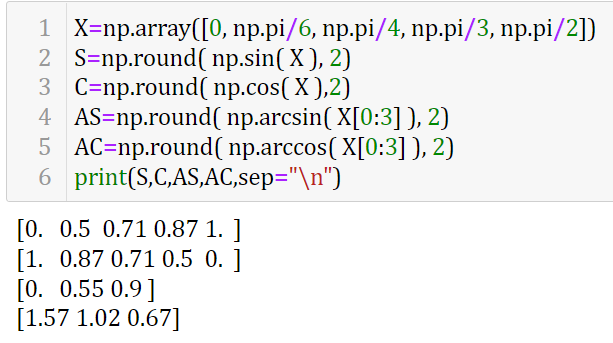 1 X=np.array([0, np.pi/6, np.pi/4, np.pi/3, np.pi/2])
2 S=np.round( np.sin( X ), 2)
3 C=np.round( np.cos( X ),2)
4 AS=np.round( np.arcsin( X[0:3] ), 2)
5 AC=np.round( np.arccos( X[0:3] ), 2)
6 print(S,C,AS,AC,sep="\n")
[0. 0.5 0.71 0.87 1. ]
[1. 0.87 0.71 0.5 0. ]
[0. 0.55 0.9 ]
[1.57 1.02 0.67]